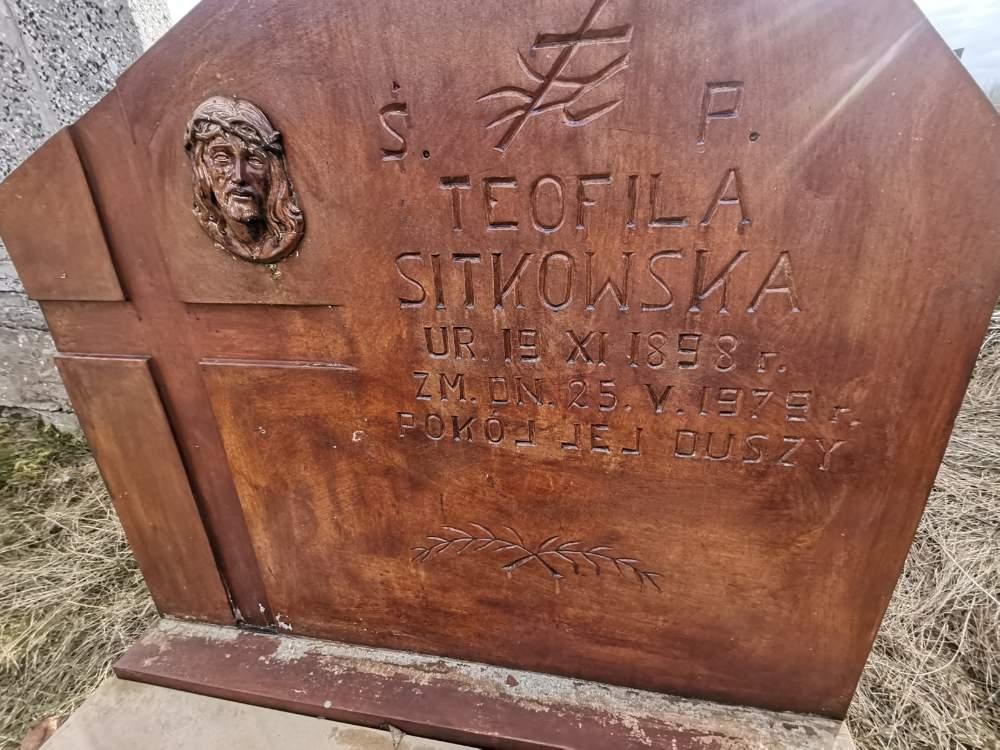 Ś. P.
TEOFILA
SITKOWSKA
UR. 19 XI 1898 r.
ZM. DN. 25. V. 1979 r.
POKÓJ JEJ DUSZY